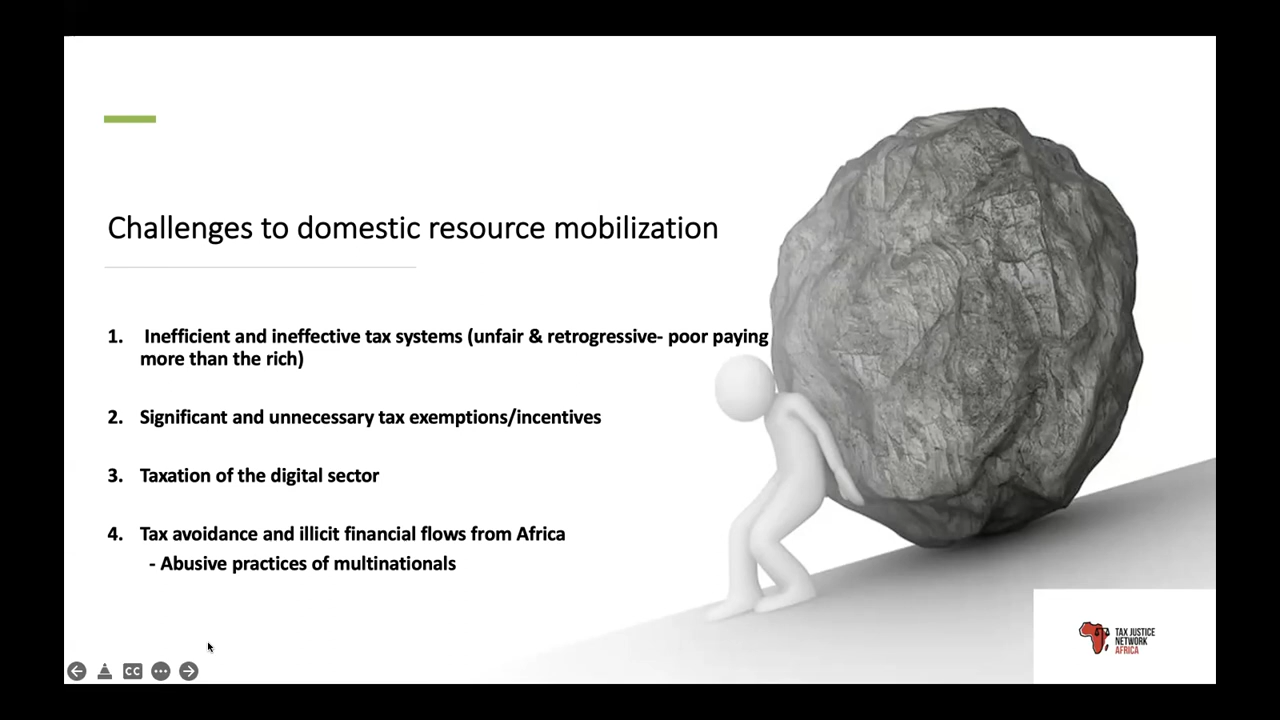 Challenges to domestic resource mobilization
1. Inefficient and ineffective tax systems (unfair & retrogressive- poor paying
more than the rich)
2. Significant and unnecessary tax exemptions/incentives
3. Taxation of the digital sector
4. Tax avoidance and illicit financial flows from Africa
- Abusive practices of multinationals
TAX JUSTICE
NETWORK
AFRICA
CC